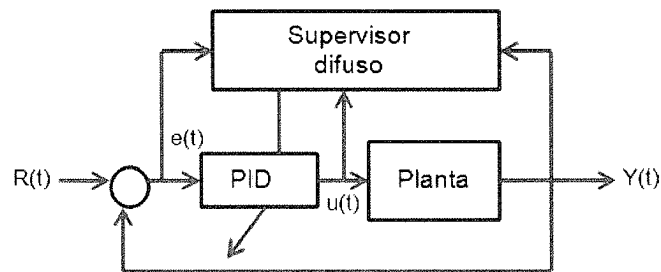 Supervisor
difuso
e(t)
R(t)
PID
u(t)
Planta
Y(t)